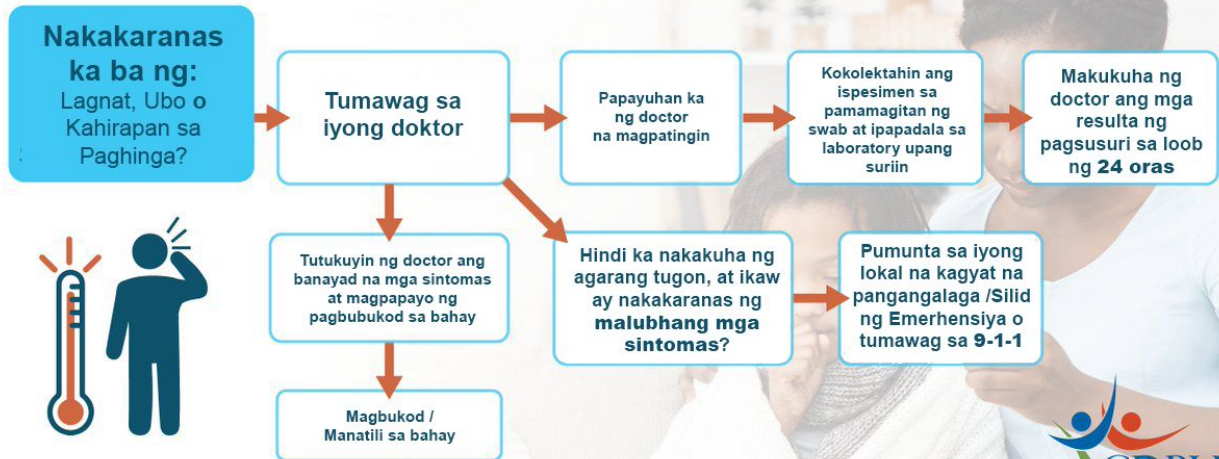 Nakakaranas
ka ba ng:
Lagnat, Ubo o
Kahirapan sa
Paghinga?
Tumawag sa
iyong doktor
Papayuhan ka
ng doctor
na magpatingin
Kokolektahin ang
ispesimen sa
pamamagitan ng
swab at ipapadala sa
laboratory upang
suriin
Makukuha ng
doctor ang mga
resulta ng
pagsusuri sa loob
ng 24 oras
Tutukuyin ng doctor ang
banayad na mga sintomas
at magpapayo ng
pagbubukod sa bahay
Hindi ka nakakuha ng
agarang tugon, at ikaw
ay nakakaranas ng
malubhang mga
sintomas?
Pumunta sa iyong
lokal na kagyat na
pangangalaga /Silid
ng Emerhensiya o
tumawag sa 9-1-1
Magbukod /
Manatili sa bahay